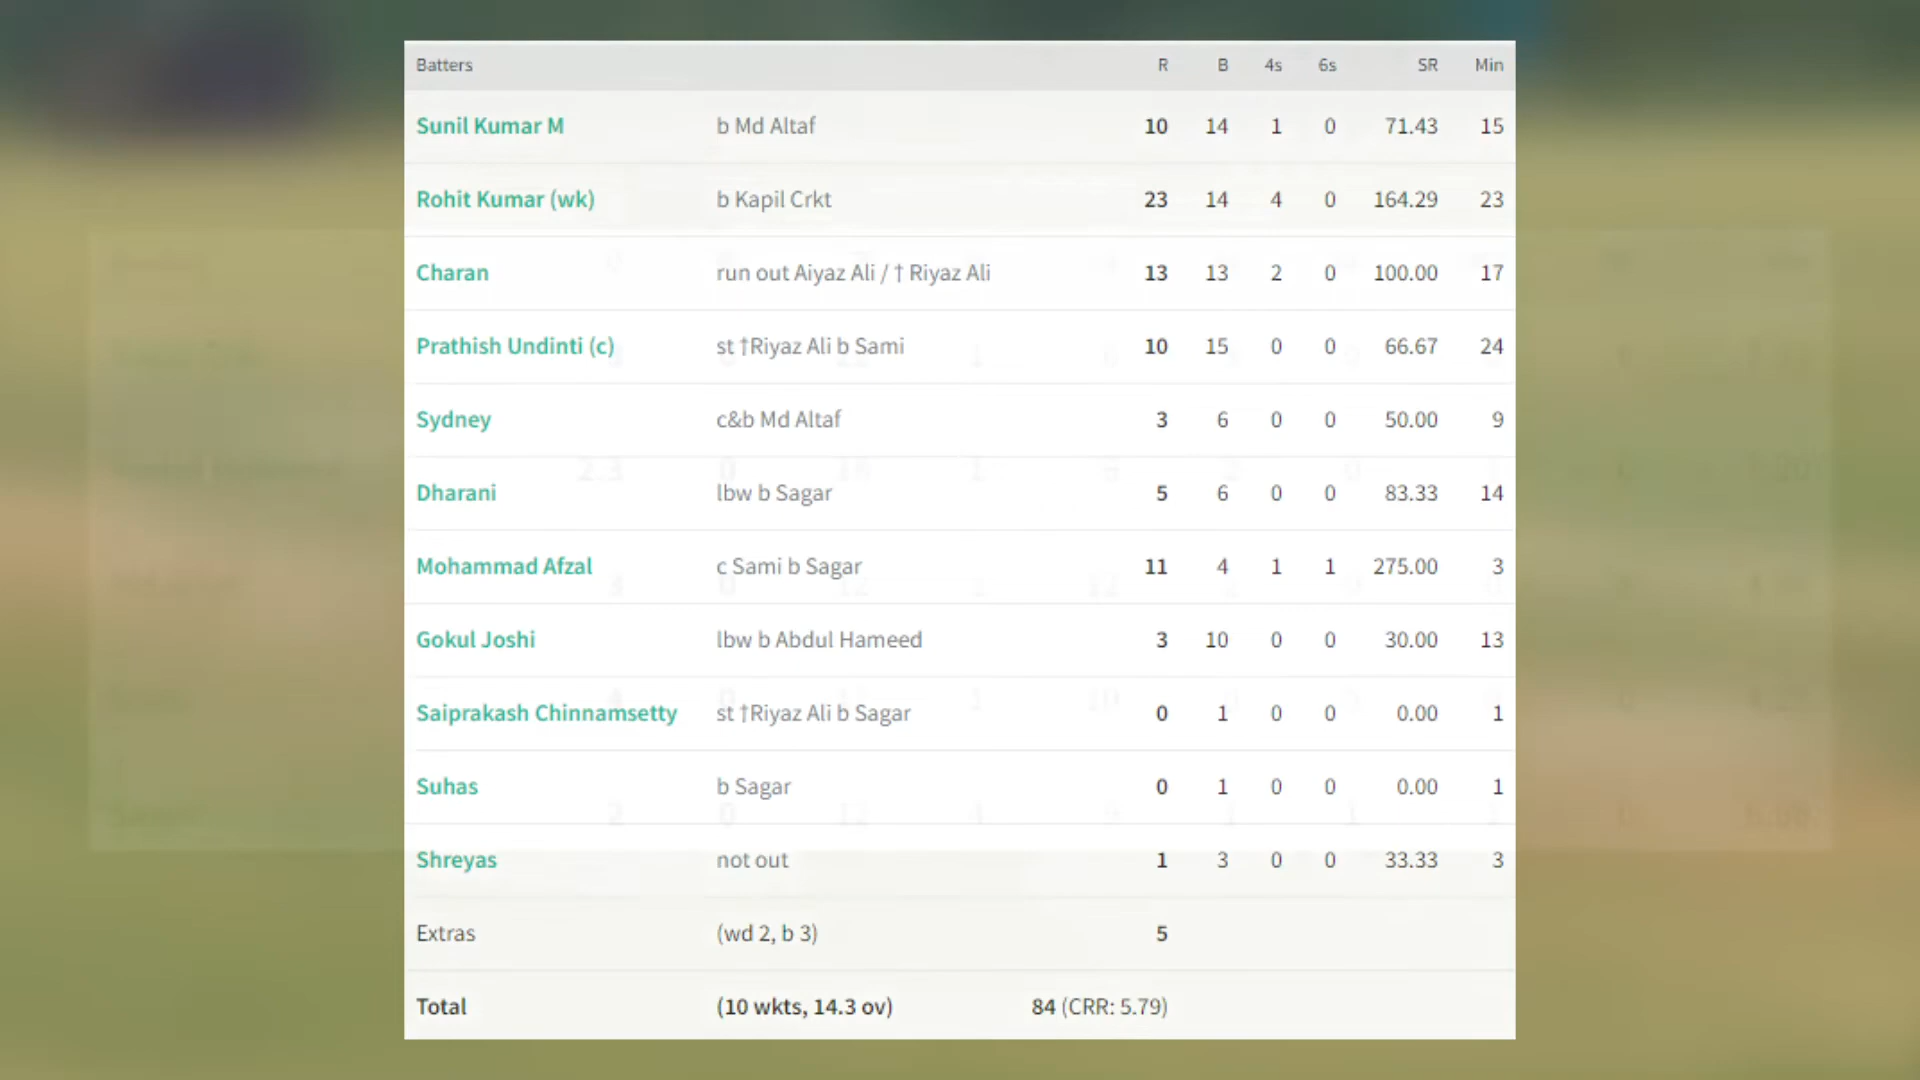 Batters R B 4s 6s SR Min
Sunil Kumar M b Md Altaf 10 14 1 0 71.43 15
Rohit Kumar (wk) b Kapil Crkt 23 14 4 0 164.29 23
Charan run out Aiyaz Ali / † Riyaz Ali 13 13 2 0 100.00 17
Prathish Undinti (c) st †Riyaz Ali b Sami 10 15 0 0 66.67 24
Sydney c&b Md Altaf 3 6 0 0 50.00 9
Dharani lbw b Sagar 5 6 0 0 83.33 14
Mohammad Afzal c Sami b Sagar 11 4 1 1 275.00 3
Gokul Joshi lbw b Abdul Hameed 3 10 0 0 30.00 13
Saiprakash Chinnamsetty st †Riyaz Ali b Sagar 0 1 0 0 0.00 1
Suhas b Sagar 0 1 0 0 0.00 1
Shreyas not out 1 3 0 0 33.33 3
Extras (wd 2, b 3) 5
Total (10 wkts, 14.3 ov) 84 (CRR: 5.79)